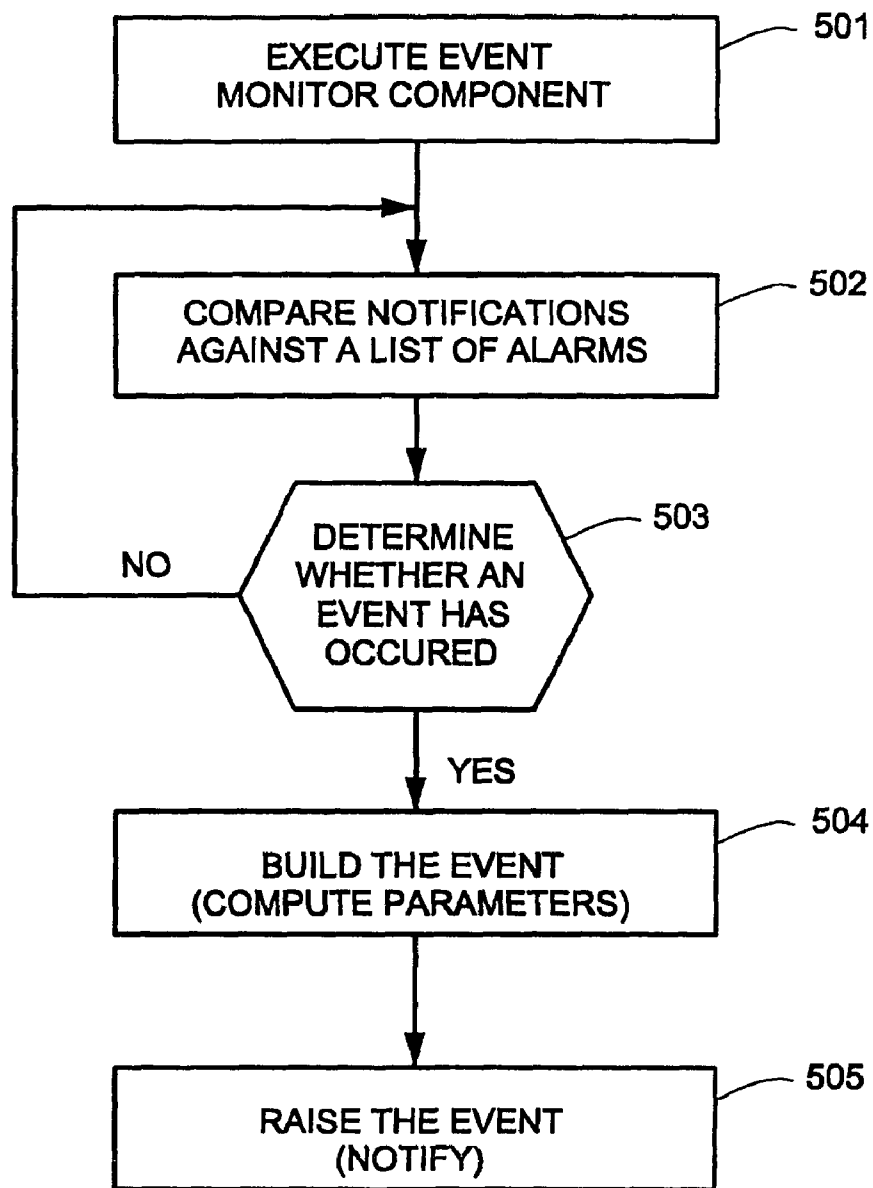 501
EXECUTE EVENT
MONITOR COMPONENT
502
COMPARE NOTIFICATIONS
AGAINST A LIST OF ALARMS
503
DETERMINE
WHETHER AN
EVENT HAS
OCCURED
NO
YES
504
BUILD THE EVENT
(COMPUTE PARAMETERS)
505
RAISE THE EVENT
(NOTIFY)